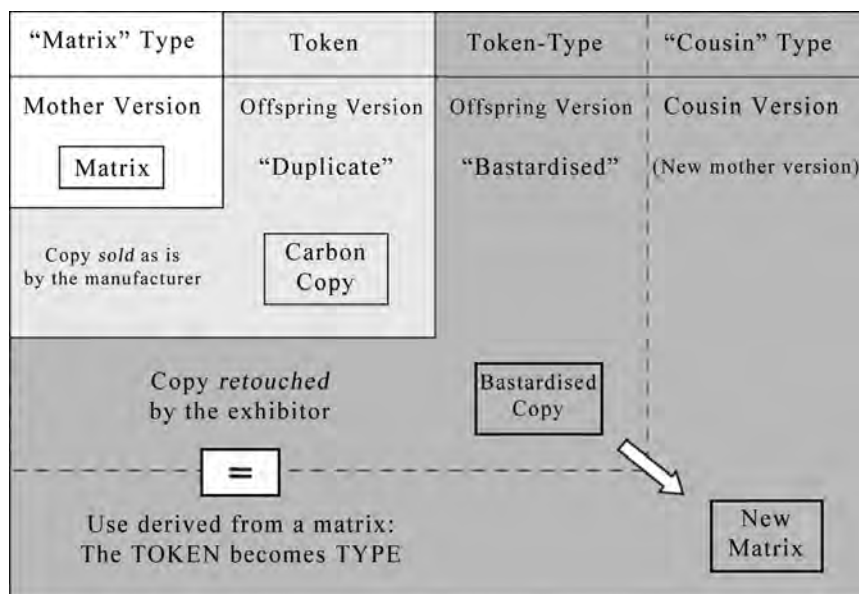 “Matrix” Type
Token
Token-Type
“Cousin” Type
Mother Version
Offspring Version
Offspring Version
Cousin Version
Matrix
“Duplicate”
“Bastardised”
(New mother version)
Copy sold as is
by the manufacturer
Carbon
Copy
Copy retouched
by the exhibitor
Bastardised
Copy
=
Use derived from a matrix:
The TOKEN becomes TYPE
New
Matrix